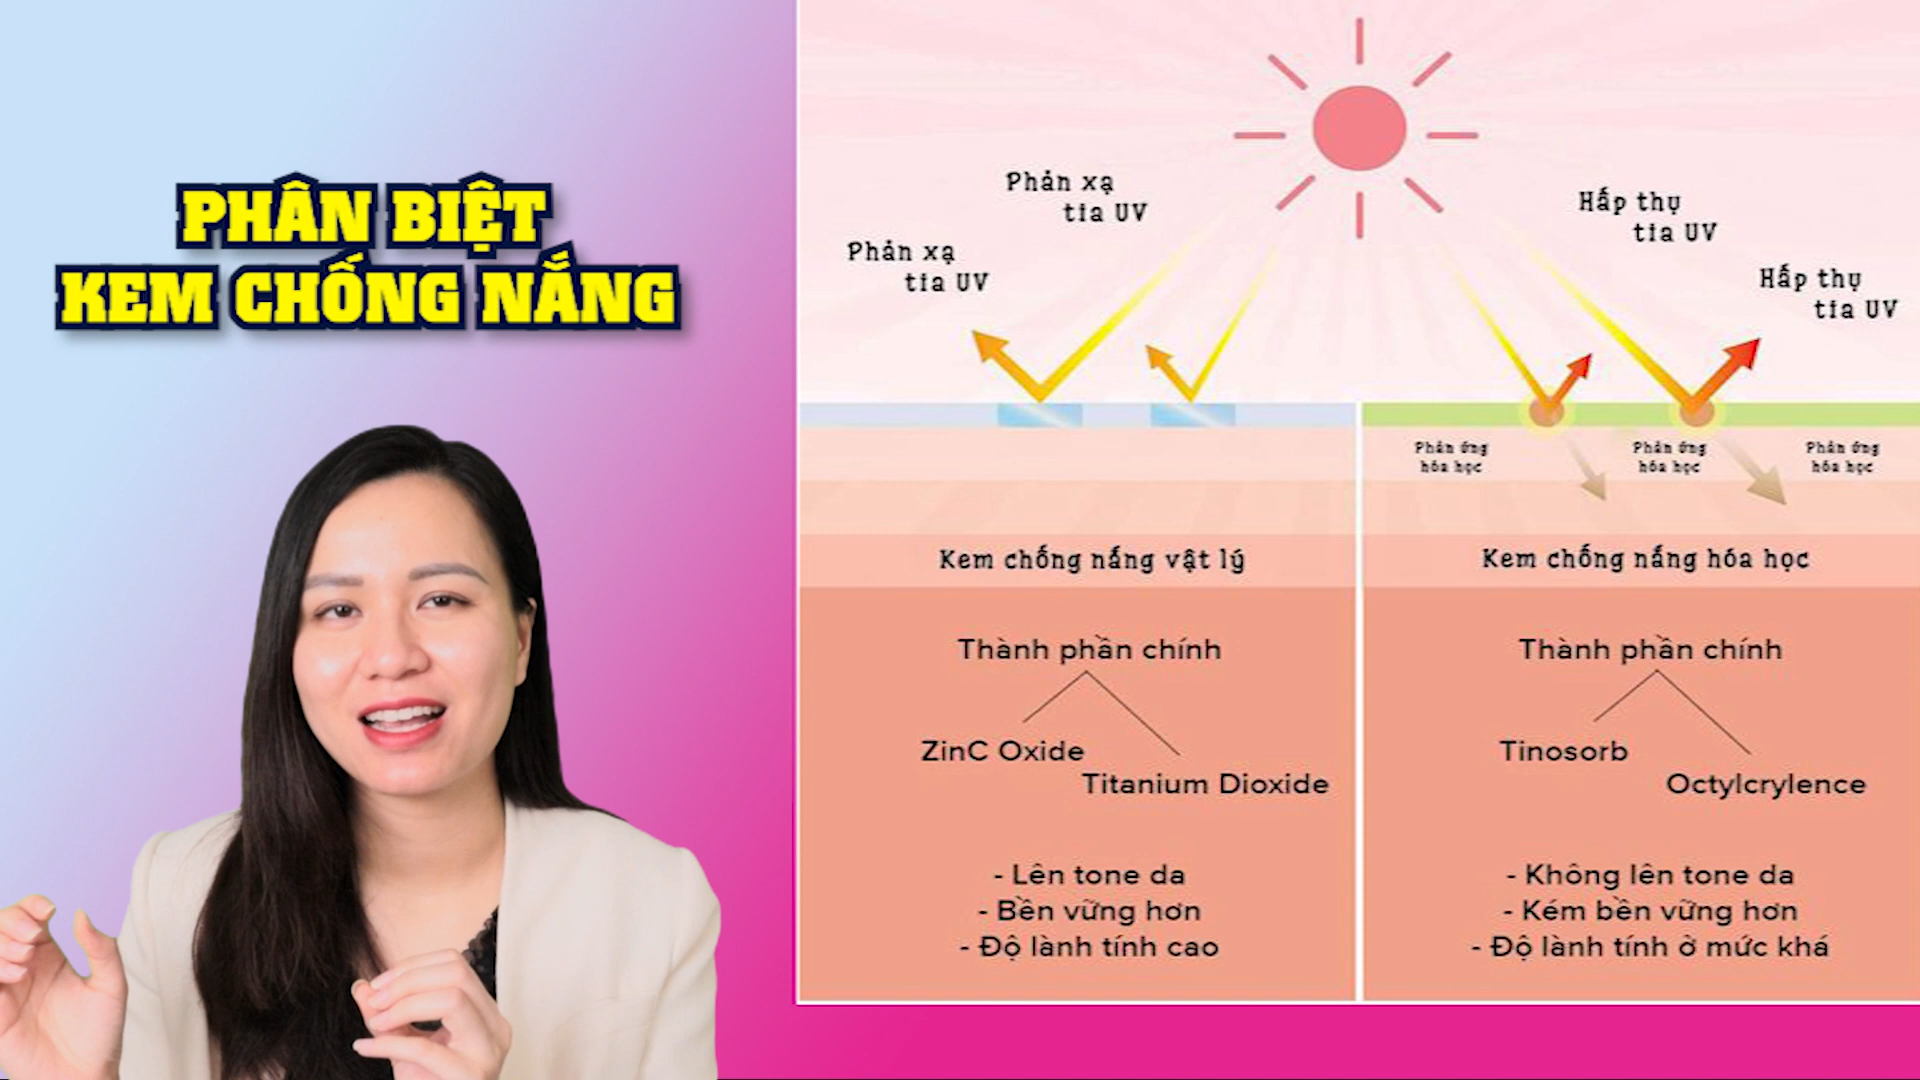 PHÂN BIỆT
KEM CHỐNG NẮNG
Phản xạ
tia UV
Phản xạ
tia UV
Hấp thụ
tia UV
Hấp thụ
tia UV
Phản ứng
hóa học
Phản ứng
hóa học
Phản ứng
hóa học
Kem chống nắng vật lý
Thành phần chính
ZinC Oxide
Titanium Dioxide
- Lên tone da
- Bền vững hơn
- Độ lành tính cao
Kem chống nắng hóa học
Thành phần chính
Tinosorb
Octylcrylence
- Không lên tone da
- Kém bền vững hơn
- Độ lành tính ở mức khá